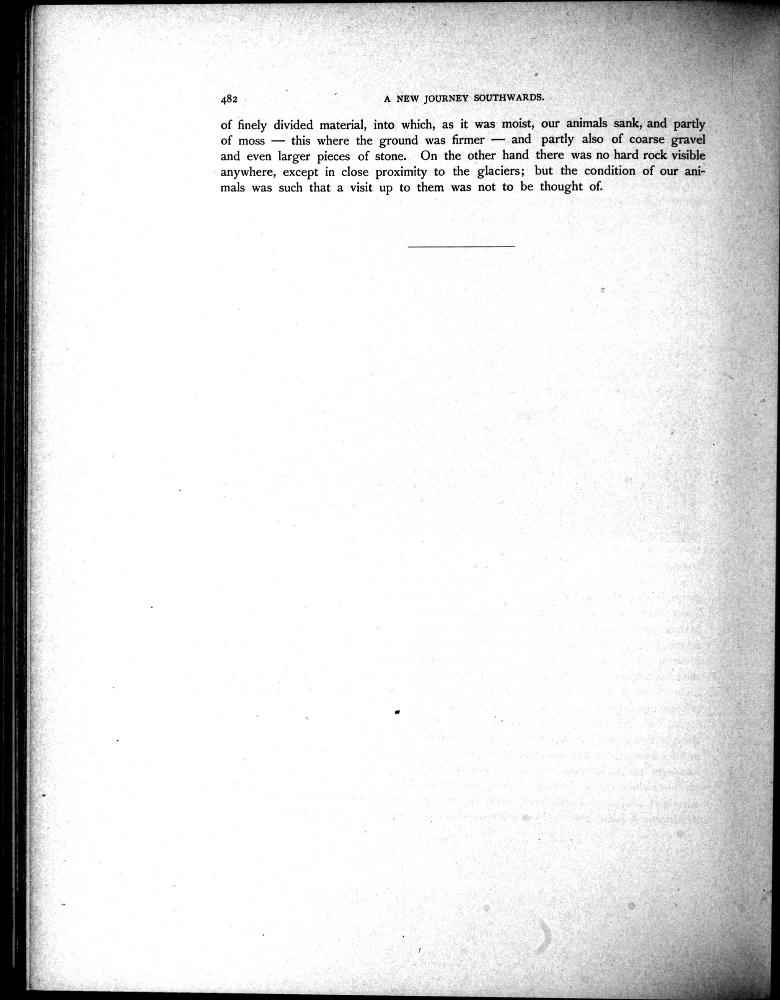 482 A NEW JOURNEY SOUTHWARDS.
of finely divided material, into which, as it was moist, our animals sank, and partly
of moss — this where the ground was firmer — and partly also of coarse gravel
and even larger pieces of stone. On the other hand there was no hard rock visible
anywhere, except in close proximity to the glaciers; but the condition of our ani-
mals was such that a visit up to them was not to be thought of.